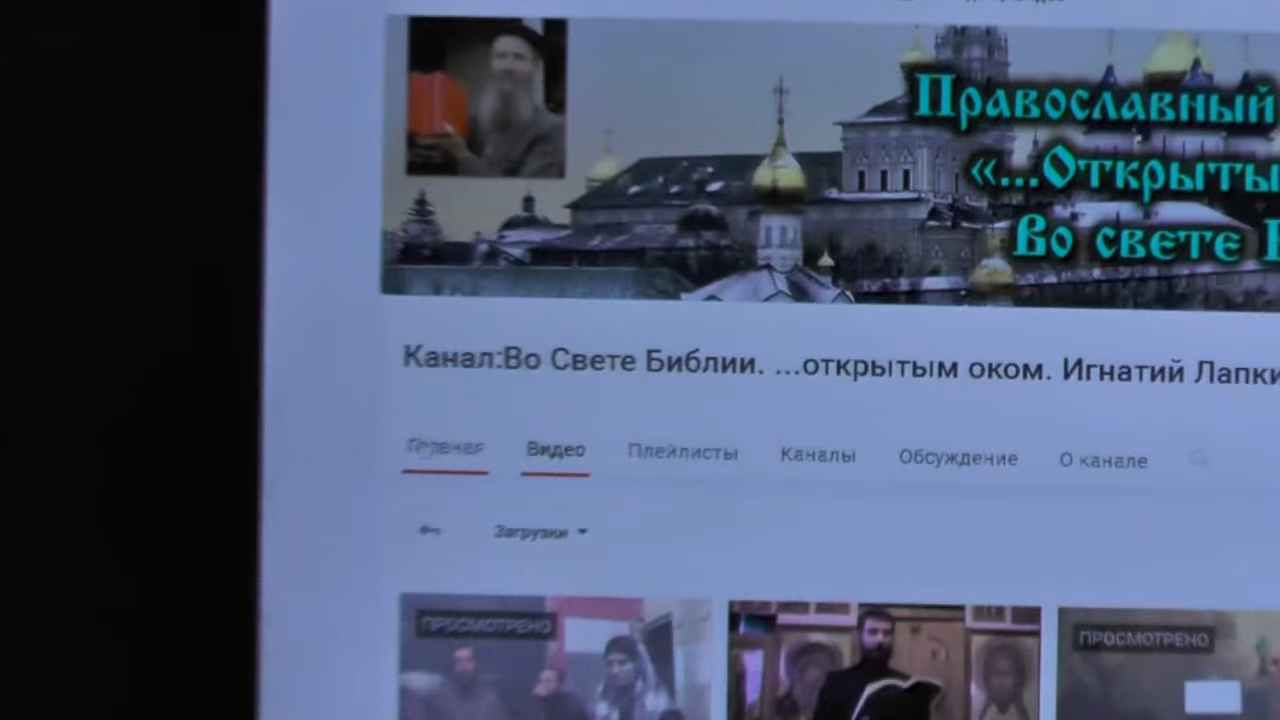 Православный
«...Открыты
Во свете
Канал:Во Свете Библии. ...открытым оком. Игнатий Лапки
Главная Видео Плейлисты Каналы Обсуждение О канале
Загрузки
ПРОСМОТРЕНО
ПРОСМОТРЕНО